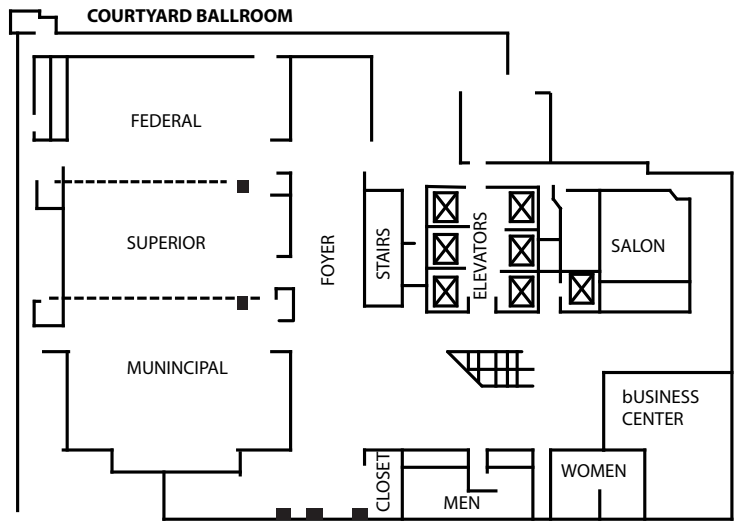 COURTYARD BALLROOM
FEDERAL
SUPERIOR
FOYER
STAIRS
ELEVATORS
SALON
MUNINCIPAL
bUSINESS
CENTER
CLOSET
MEN
WOMEN